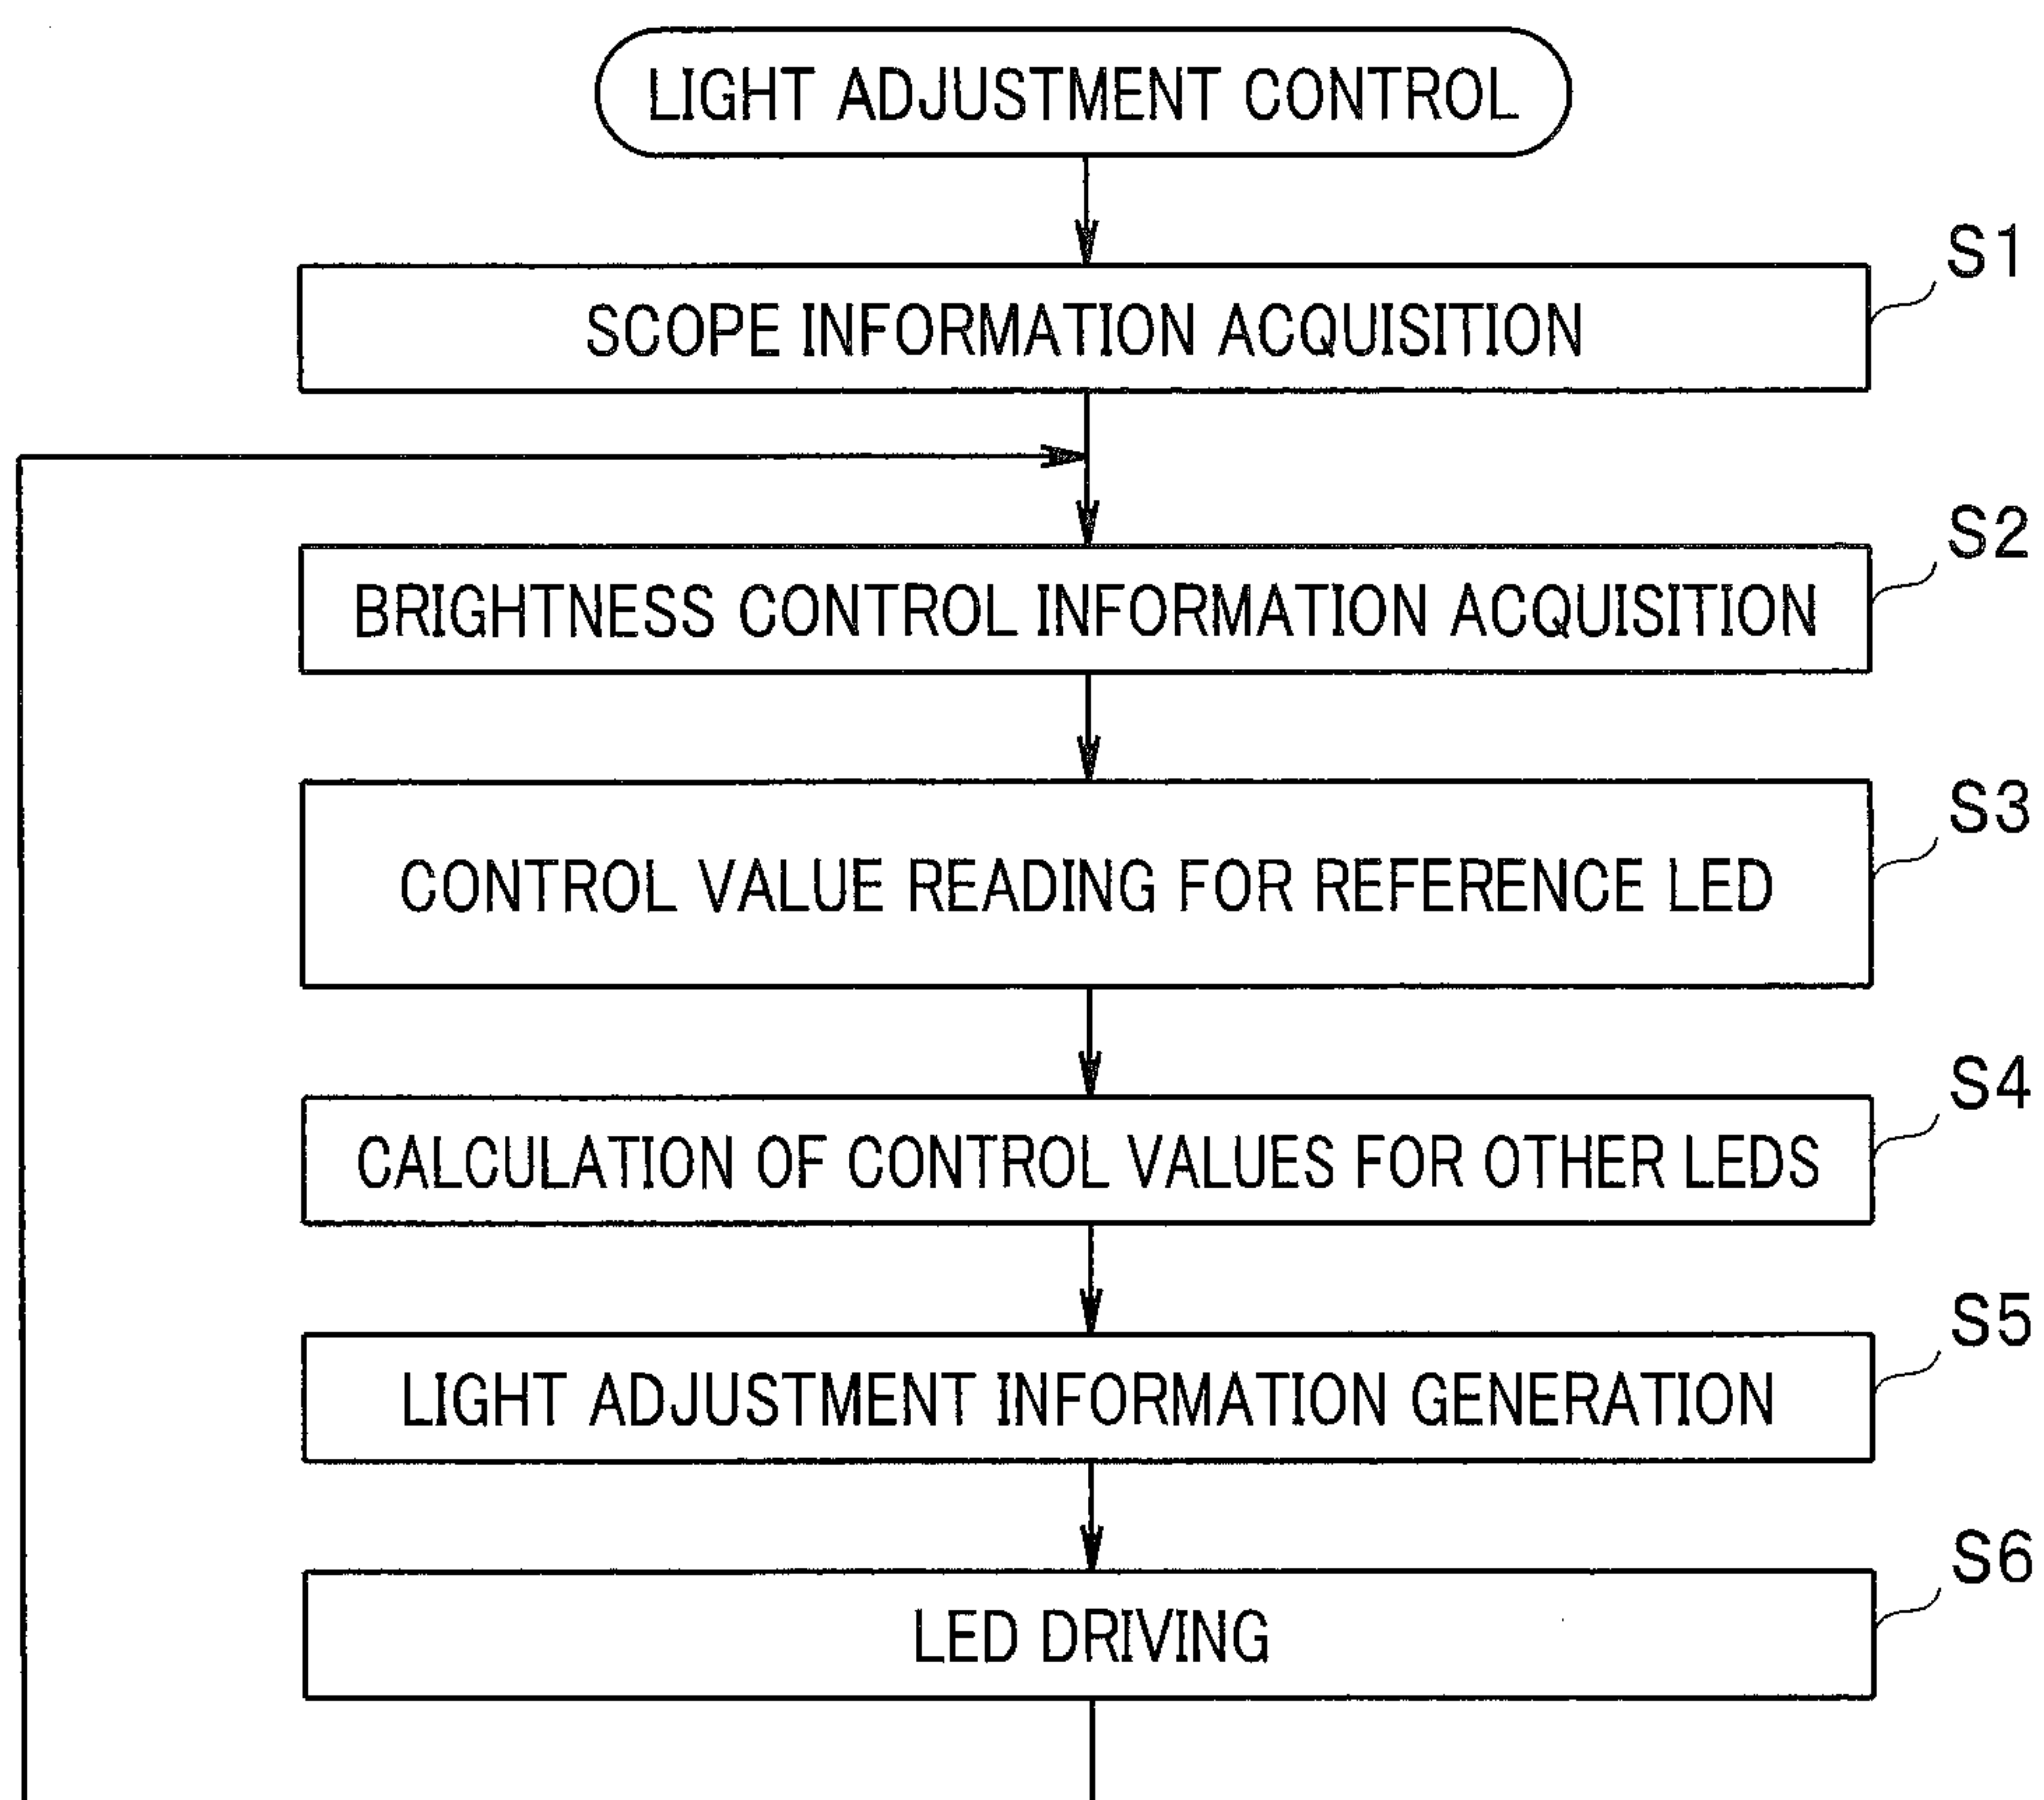 LIGHT ADJUSTMENT CONTROL
S1
SCOPE INFORMATION ACQUISITION
S2
BRIGHTNESS CONTROL INFORMATION ACQUISITION
S3
CONTROL VALUE READING FOR REFERENCE LED
S4
CALCULATION OF CONTROL VALUES FOR OTHER LEDS
S5
LIGHT ADJUSTMENT INFORMATION GENERATION
S6
LED DRIVING